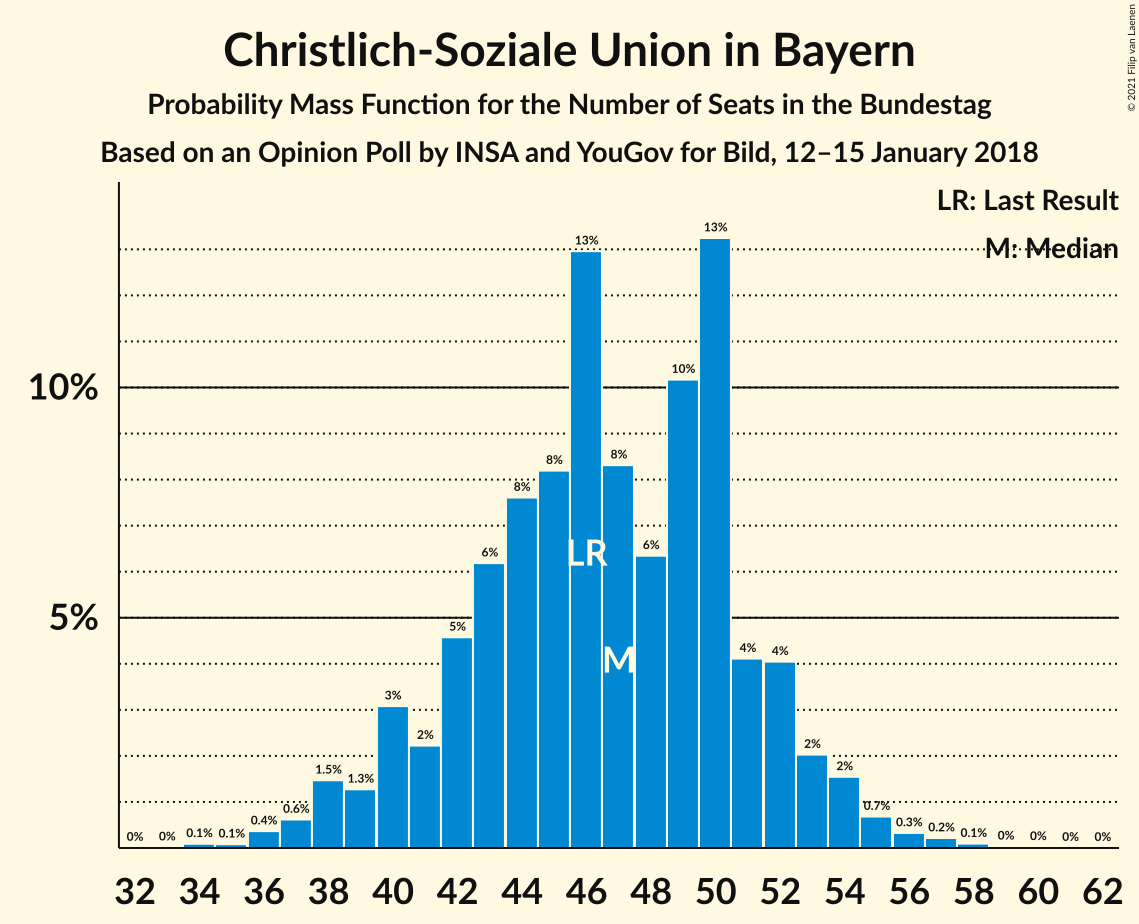 Christlich-Soziale Union in Bayern
Probability Mass Function for the Number of Seats in the Bundestag
Based on an Opinion Poll by INSA and YouGov for Bild, 12–15 January 2018
© 2021 Filip van Laenen
LR: Last Result
M: Median
10%
5%
0% 0% 0.1% 0.1% 0.4% 0.6% 1.5% 1.3% 3% 2% 5% 6% 8% 8% 13% 8% 6% 10% 13% 4% 4% 2% 2% 0.7% 0.3% 0.2% 0.1% 0% 0% 0% 0%
LR
M
32 34 36 38 40 42 44 46 48 50 52 54 56 58 60 62